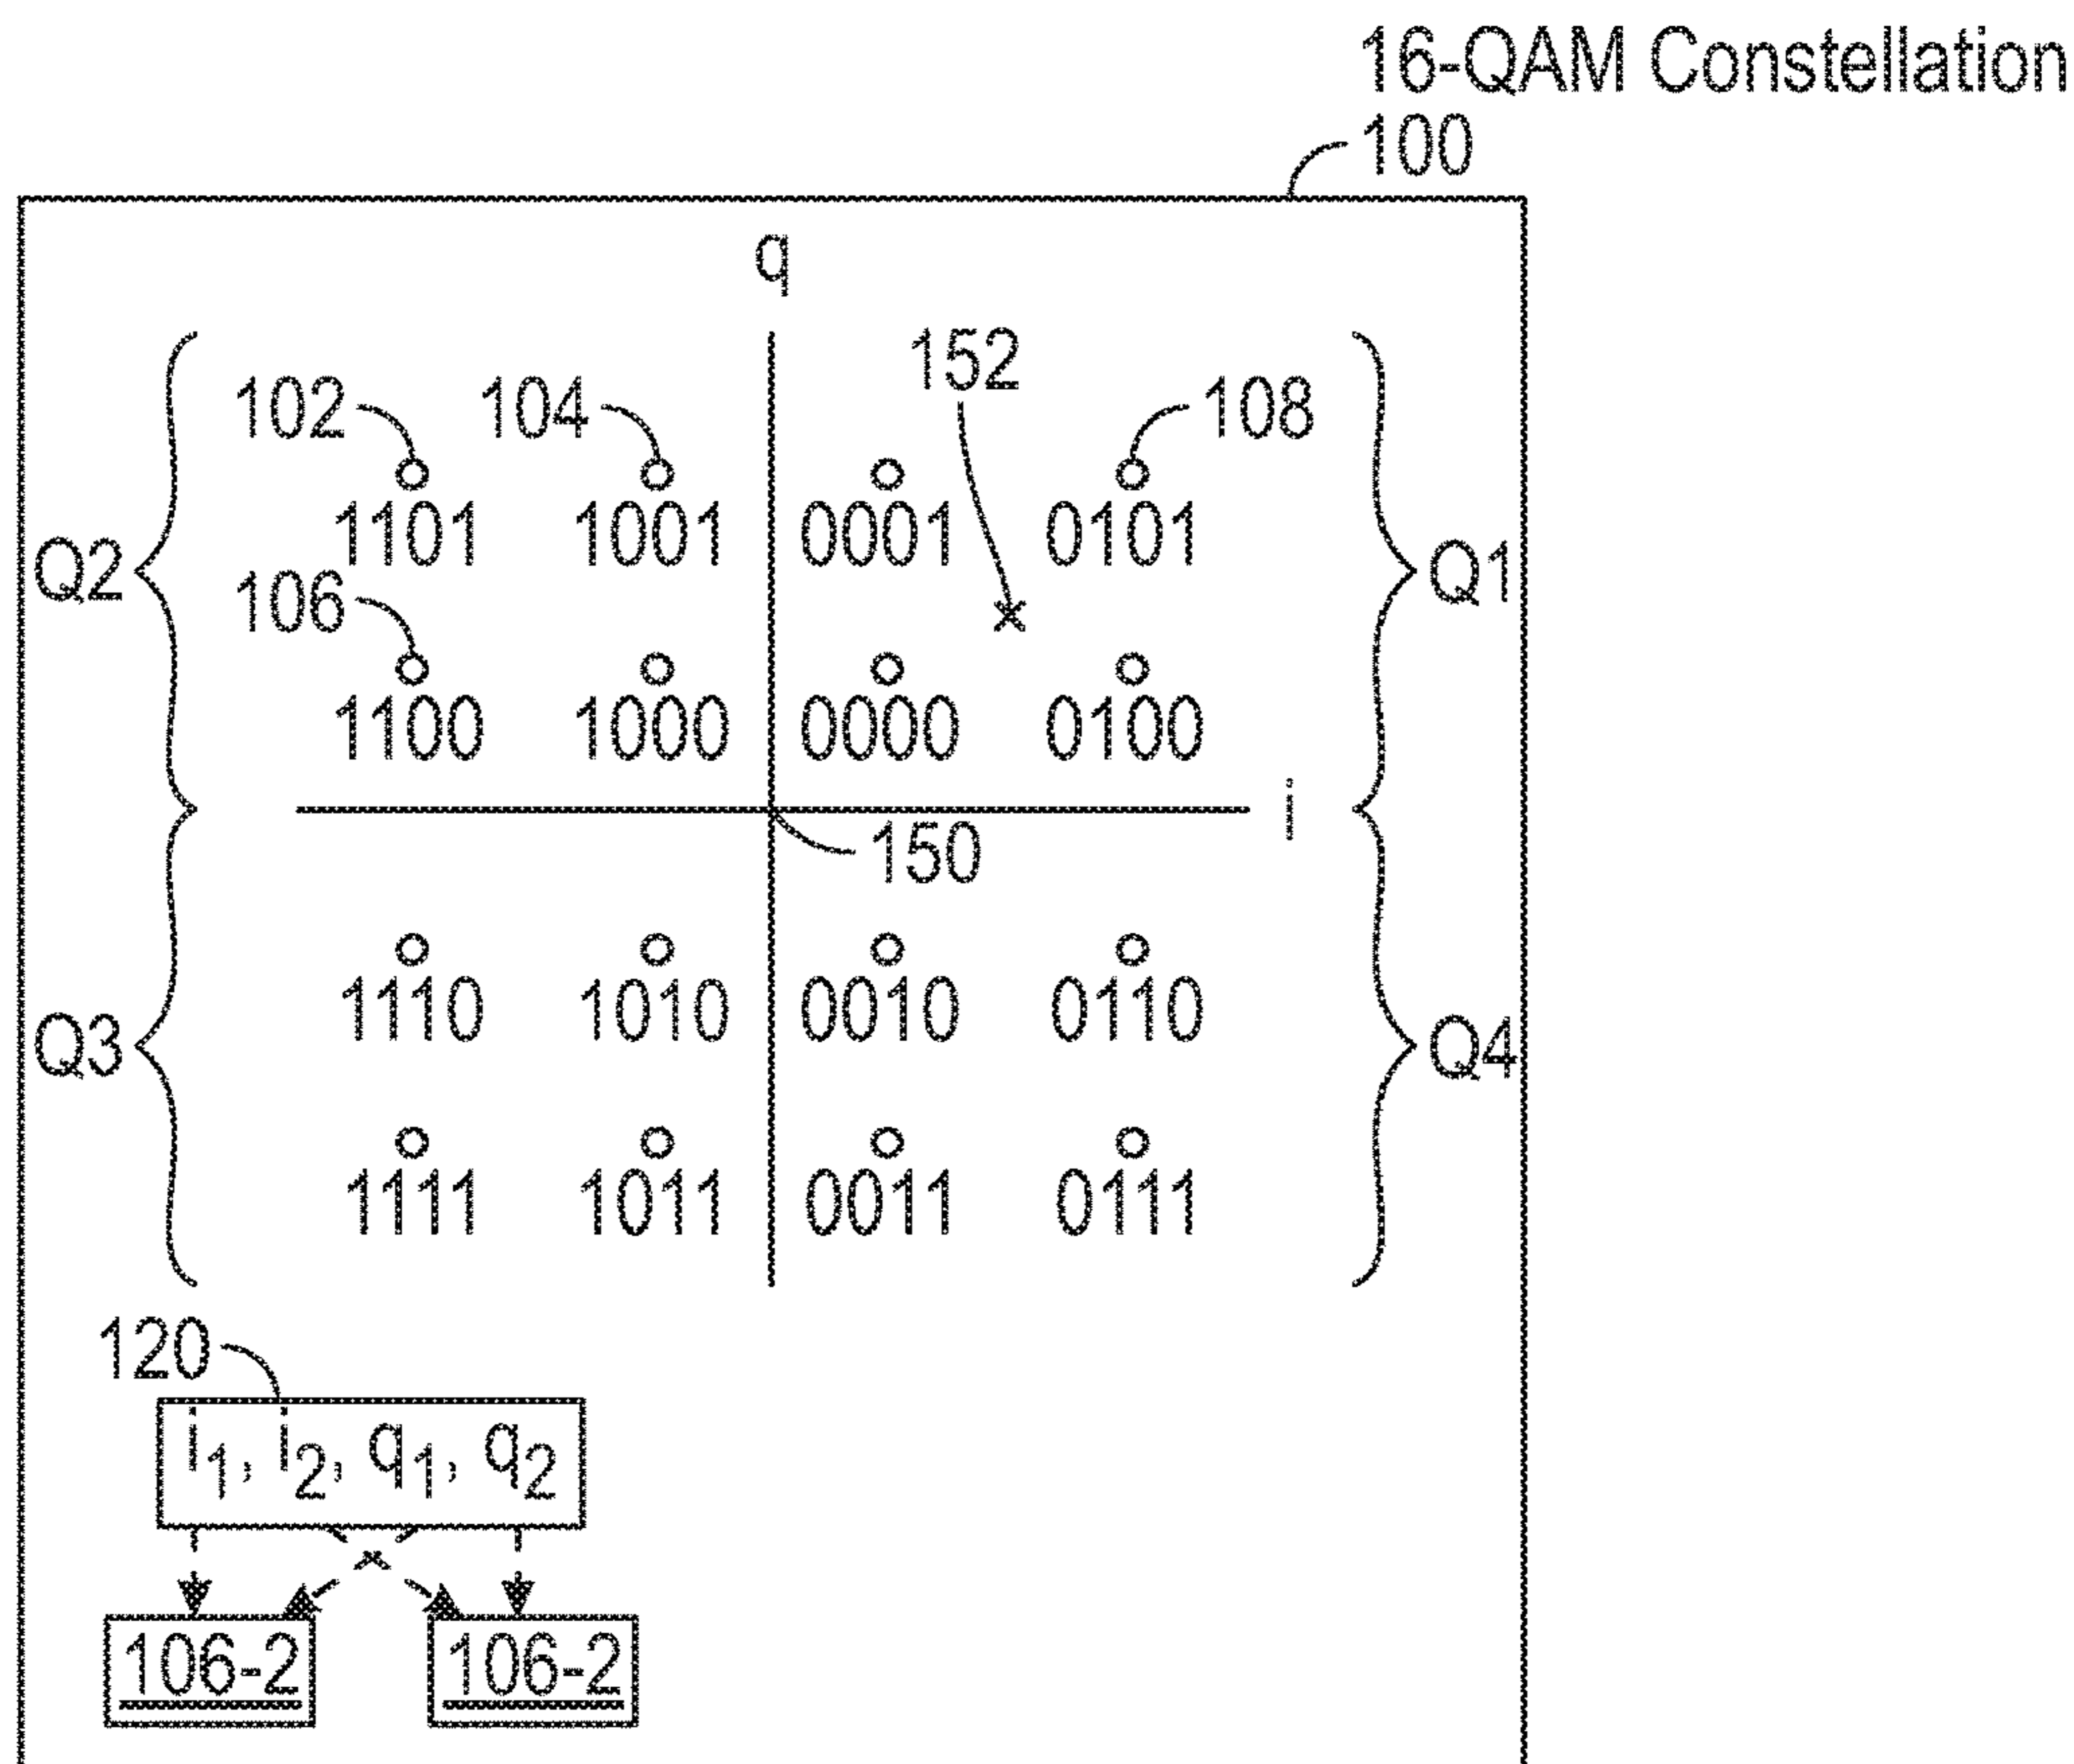 16-QAM Constellation
100
q
152
102 104 108
1101 1001 0001 0101
Q2 Q1
106
1100 1000 0000 0100
i
150
1110 1010 0010 0110
Q3 Q4
1111 1011 0011 0111
120
i1, i2, q1, q2
106-2 106-2